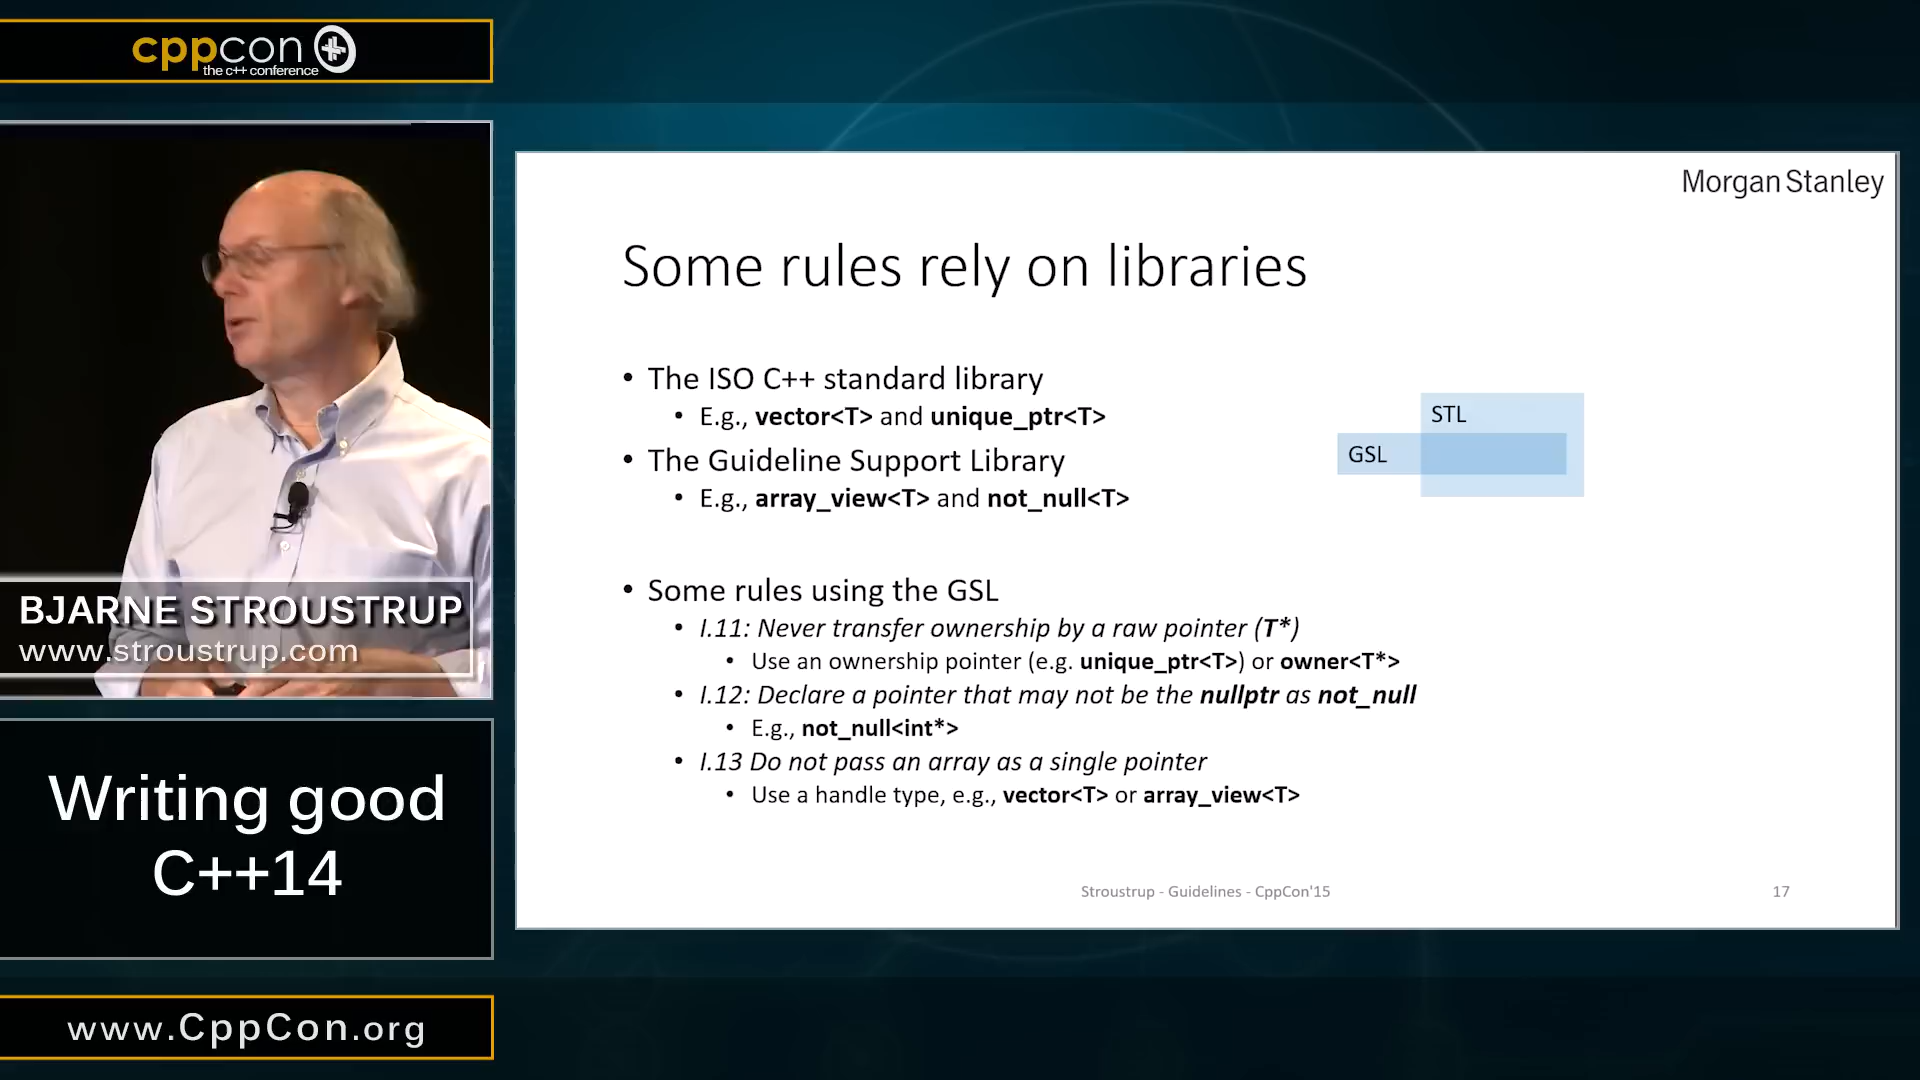 cppcon
the c++ conference
BJARNE STROUSTRUP
www.stroustrup.com
Writing good
C++14
www.CppCon.org
Morgan Stanley
Some rules rely on libraries
• The ISO C++ standard library
• E.g., vector<T> and unique_ptr<T>
• The Guideline Support Library
• E.g., array_view<T> and not_null<T>
STL
GSL
• Some rules using the GSL
• I.11: Never transfer ownership by a raw pointer (T*)
• Use an ownership pointer (e.g. unique_ptr<T>) or owner<T*>
• I.12: Declare a pointer that may not be the nullptr as not_null
• E.g., not_null<int*>
• I.13 Do not pass an array as a single pointer
• Use a handle type, e.g., vector<T> or array_view<T>
Stroustrup - Guidelines - CppCon'15
17